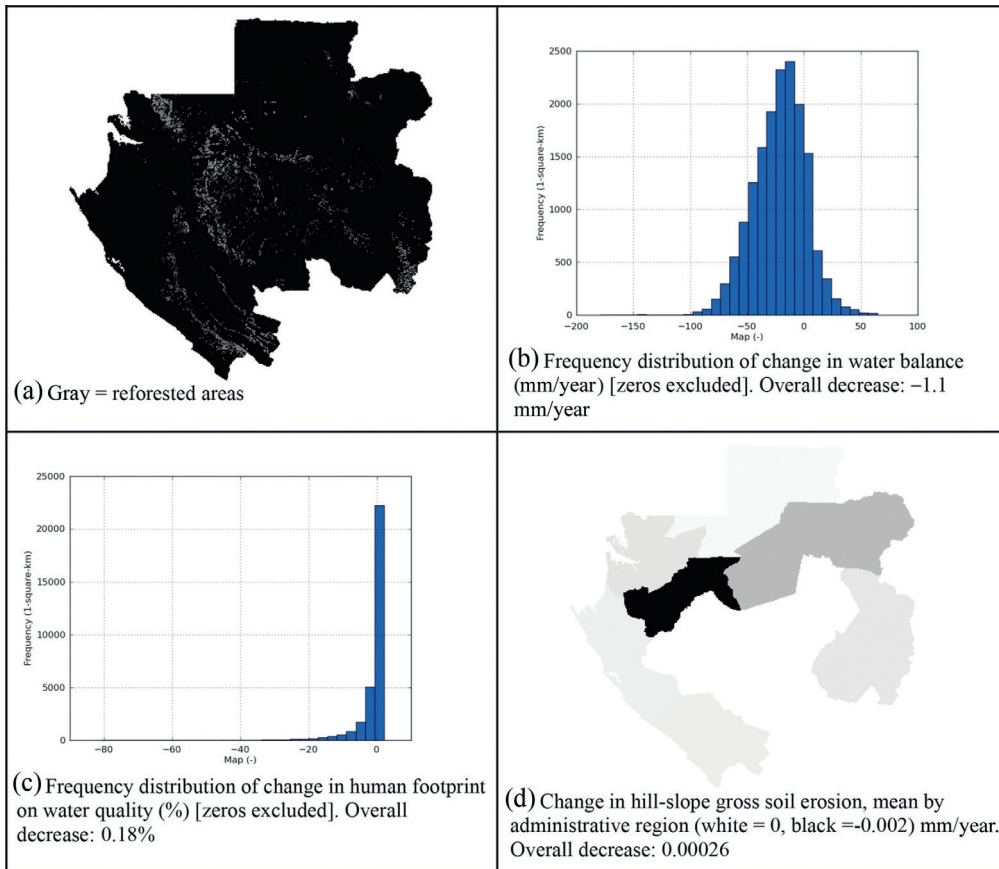 (a) Gray = reforested areas
2500
2000
1500
1000
500
0
Frequency (1-square-km)
−200
−150
−100
−50
0
50
100
Map (-)
(b) Frequency distribution of change in water balance
(mm/year) [zeros excluded]. Overall decrease: −1.1
mm/year
25000
20000
15000
10000
5000
0
Frequency (1-square-km)
−80
−60
−40
−20
0
Map (-)
(c) Frequency distribution of change in human footprint
on water quality (%) [zeros excluded]. Overall
decrease: 0.18%
(d) Change in hill-slope gross soil erosion, mean by
administrative region (white = 0, black =-0.002) mm/year.
Overall decrease: 0.00026